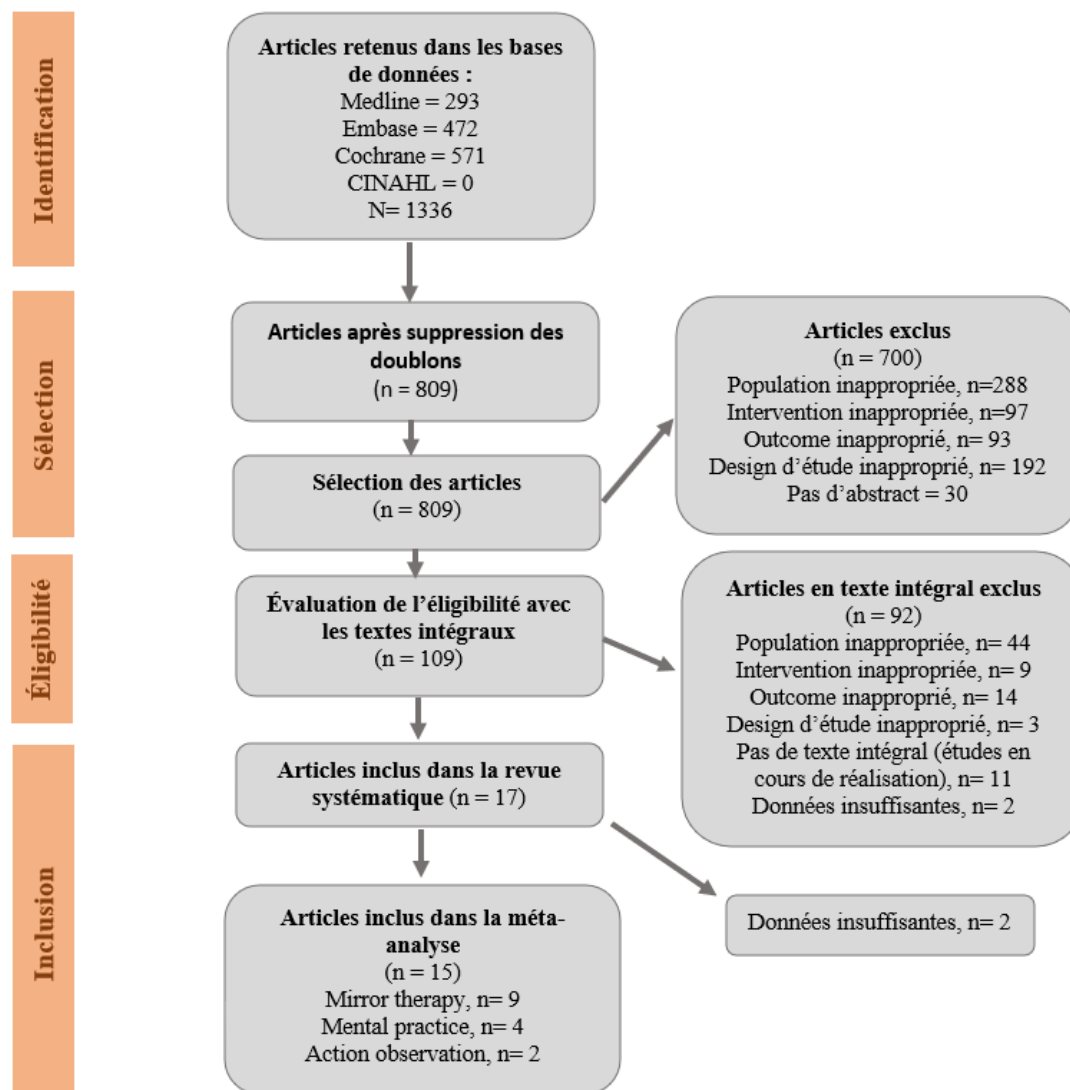 Identification
Articles retenus dans les bases
de données :
Medline = 293
Embase = 472
Cochrane = 571
CINAHL = 0
N= 1336
Sélection
Articles après suppression des
doublons
(n = 809)
Sélection des articles
(n = 809)
Articles exclus
(n = 700)
Population inappropriée, n=288
Intervention inappropriée, n=97
Outcome inapproprié, n= 93
Design d’étude inapproprié, n= 192
Pas d’abstract = 30
Éligibilité
Évaluation de l’éligibilité avec
les textes intégraux
(n = 109)
Articles en texte intégral exclus
(n = 92)
Population inappropriée, n= 44
Intervention inappropriée, n= 9
Outcome inapproprié, n= 14
Design d’étude inapproprié, n= 3
Pas de texte intégral (études en
cours de réalisation), n= 11
Données insuffisantes, n= 2
Inclusion
Articles inclus dans la revue
systématique (n = 17)
Données insuffisantes, n= 2
Articles inclus dans la méta-
analyse
(n = 15)
Mirror therapy, n= 9
Mental practice, n= 4
Action observation, n= 2